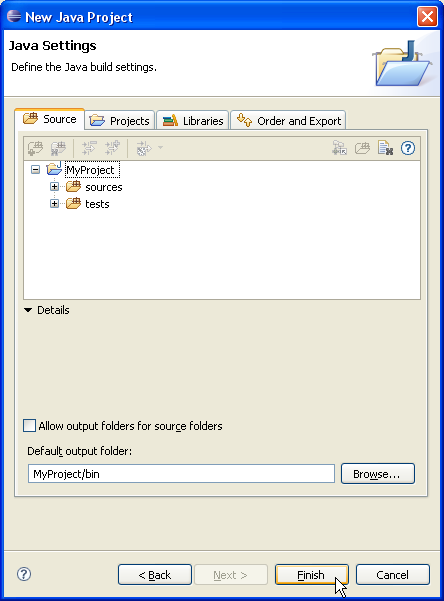 New Java Project
Java Settings
Define the Java build settings.
Source Projects Libraries Order and Export
MyProject
sources
tests
Details
Allow output folders for source folders
Default output folder:
MyProject/bin Browse...
< Back Next > Finish Cancel